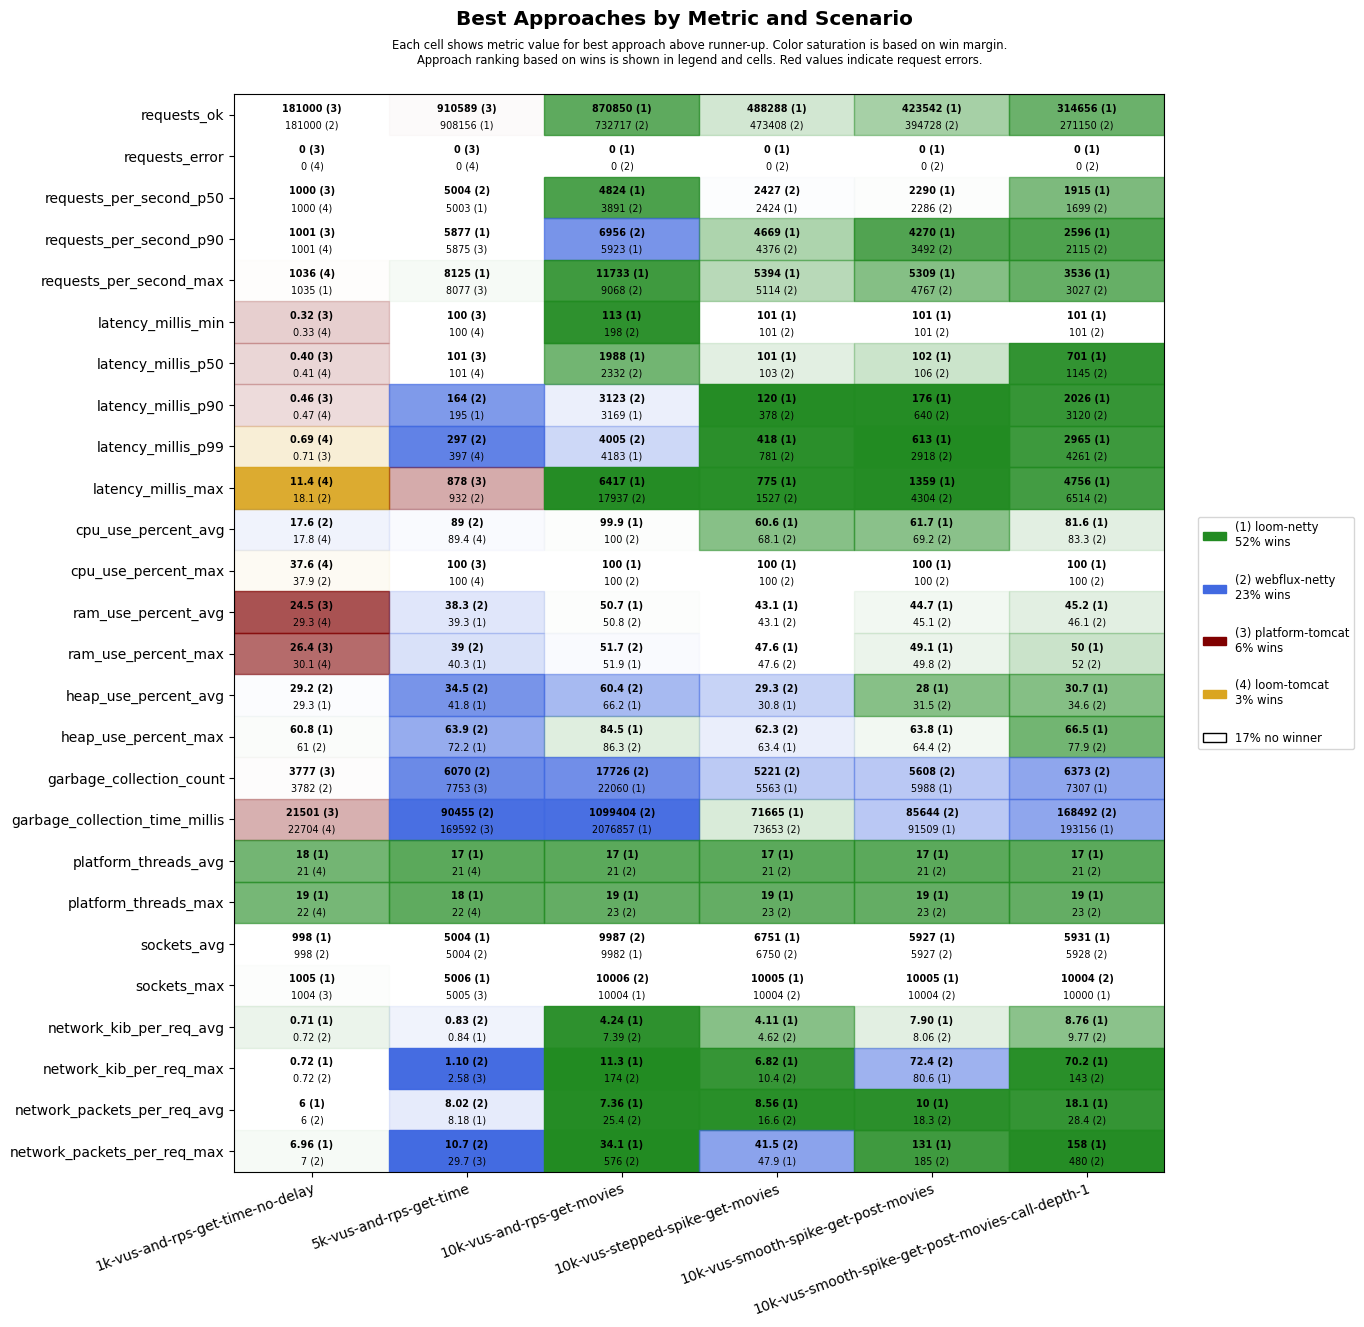 Best Approaches by Metric and Scenario
Each cell shows metric value for best approach above runner-up. Color saturation is based on win margin.
Approach ranking based on wins is shown in legend and cells. Red values indicate request errors.
requests_ok
181000 (3) 910589 (3) 870850 (1) 488288 (1) 423542 (1) 314656 (1)
181000 (2) 908156 (1) 732717 (2) 473408 (2) 394728 (2) 271150 (2)
requests_error
0 (3) 0 (3) 0 (1) 0 (1) 0 (1) 0 (1)
0 (4) 0 (4) 0 (2) 0 (2) 0 (2) 0 (2)
requests_per_second_p50
1000 (3) 5004 (2) 4824 (1) 2427 (2) 2290 (1) 1915 (1)
1000 (4) 5003 (1) 3891 (2) 2424 (1) 2286 (2) 1699 (2)
requests_per_second_p90
1001 (3) 5877 (1) 6956 (2) 4669 (1) 4270 (1) 2596 (1)
1001 (4) 5875 (3) 5923 (1) 4376 (2) 3492 (2) 2115 (2)
requests_per_second_max
1036 (4) 8125 (1) 11733 (1) 5394 (1) 5309 (1) 3536 (1)
1035 (1) 8077 (3) 9068 (2) 5114 (2) 4767 (2) 3027 (2)
latency_millis_min
0.32 (3) 100 (3) 113 (1) 101 (1) 101 (1) 101 (1)
0.33 (4) 100 (4) 198 (2) 101 (2) 101 (2) 101 (2)
latency_millis_p50
0.40 (3) 101 (3) 1988 (1) 101 (1) 102 (1) 701 (1)
0.41 (4) 101 (4) 2332 (2) 103 (2) 106 (2) 1145 (2)
latency_millis_p90
0.46 (3) 164 (2) 3123 (2) 120 (1) 176 (1) 2026 (1)
0.47 (4) 195 (1) 3169 (1) 378 (2) 640 (2) 3120 (2)
latency_millis_p99
0.69 (4) 297 (2) 4005 (2) 418 (1) 613 (1) 2965 (1)
0.71 (3) 397 (4) 4183 (1) 781 (2) 2918 (2) 4261 (2)
latency_millis_max
11.4 (4) 878 (3) 6417 (1) 775 (1) 1359 (1) 4756 (1)
18.1 (2) 932 (2) 17937 (2) 1527 (2) 4304 (2) 6514 (2)
cpu_use_percent_avg
17.6 (2) 89 (2) 99.9 (1) 60.6 (1) 61.7 (1) 81.6 (1)
17.8 (4) 89.4 (4) 100 (2) 68.1 (2) 69.2 (2) 83.3 (2)
cpu_use_percent_max
37.6 (4) 100 (3) 100 (1) 100 (1) 100 (1) 100 (1)
37.9 (2) 100 (4) 100 (2) 100 (2) 100 (2) 100 (2)
ram_use_percent_avg
24.5 (3) 38.3 (2) 50.7 (1) 43.1 (1) 44.7 (1) 45.2 (1)
29.3 (4) 39.3 (1) 50.8 (2) 43.1 (2) 45.1 (2) 46.1 (2)
ram_use_percent_max
26.4 (3) 39 (2) 51.7 (2) 47.6 (1) 49.1 (1) 50 (1)
30.1 (4) 40.3 (1) 51.9 (1) 47.6 (2) 49.8 (2) 52 (2)
heap_use_percent_avg
29.2 (2) 34.5 (2) 60.4 (2) 29.3 (2) 28 (1) 30.7 (1)
29.3 (1) 41.8 (1) 66.2 (1) 30.8 (1) 31.5 (2) 34.6 (2)
heap_use_percent_max
60.8 (1) 63.9 (2) 84.5 (1) 62.3 (2) 63.8 (1) 66.5 (1)
61 (2) 72.2 (1) 86.3 (2) 63.4 (1) 64.4 (2) 77.9 (2)
garbage_collection_count
3777 (3) 6070 (2) 17726 (2) 5221 (2) 5608 (2) 6373 (2)
3782 (2) 7753 (3) 22060 (1) 5563 (1) 5988 (1) 7307 (1)
garbage_collection_time_millis
21501 (3) 90455 (2) 1099404 (2) 71665 (1) 85644 (2) 168492 (2)
22704 (4) 169592 (3) 2076857 (1) 73653 (2) 91509 (1) 193156 (1)
platform_threads_avg
18 (1) 17 (1) 17 (1) 17 (1) 17 (1) 17 (1)
21 (4) 21 (4) 21 (2) 21 (2) 21 (2) 21 (2)
platform_threads_max
19 (1) 18 (1) 19 (1) 19 (1) 19 (1) 19 (1)
22 (4) 22 (4) 23 (2) 23 (2) 23 (2) 23 (2)
sockets_avg
998 (1) 5004 (1) 9987 (2) 6751 (1) 5927 (1) 5931 (1)
998 (2) 5004 (2) 9982 (1) 6750 (2) 5927 (2) 5928 (2)
sockets_max
1005 (1) 5006 (1) 10006 (2) 10005 (1) 10005 (1) 10004 (2)
1004 (3) 5005 (3) 10004 (1) 10004 (2) 10004 (2) 10000 (1)
network_kib_per_req_avg
0.71 (1) 0.83 (2) 4.24 (1) 4.11 (1) 7.90 (1) 8.76 (1)
0.72 (2) 0.84 (1) 7.39 (2) 4.62 (2) 8.06 (2) 9.77 (2)
network_kib_per_req_max
0.72 (1) 1.10 (2) 11.3 (1) 6.82 (1) 72.4 (2) 70.2 (1)
0.72 (2) 2.58 (3) 174 (2) 10.4 (2) 80.6 (1) 143 (2)
network_packets_per_req_avg
6 (1) 8.02 (2) 7.36 (1) 8.56 (1) 10 (1) 18.1 (1)
6 (2) 8.18 (1) 25.4 (2) 16.6 (2) 18.3 (2) 28.4 (2)
network_packets_per_req_max
6.96 (1) 10.7 (2) 34.1 (1) 41.5 (2) 131 (1) 158 (1)
7 (2) 29.7 (3) 576 (2) 47.9 (1) 185 (2) 480 (2)
1k-vus-and-rps-get-time-no-delay
5k-vus-and-rps-get-time
10k-vus-and-rps-get-movies
10k-vus-stepped-spike-get-movies
10k-vus-smooth-spike-get-post-movies
10k-vus-smooth-spike-get-post-movies-call-depth-1
(1) loom-netty
52% wins
(2) webflux-netty
23% wins
(3) platform-tomcat
6% wins
(4) loom-tomcat
3% wins
17% no winner